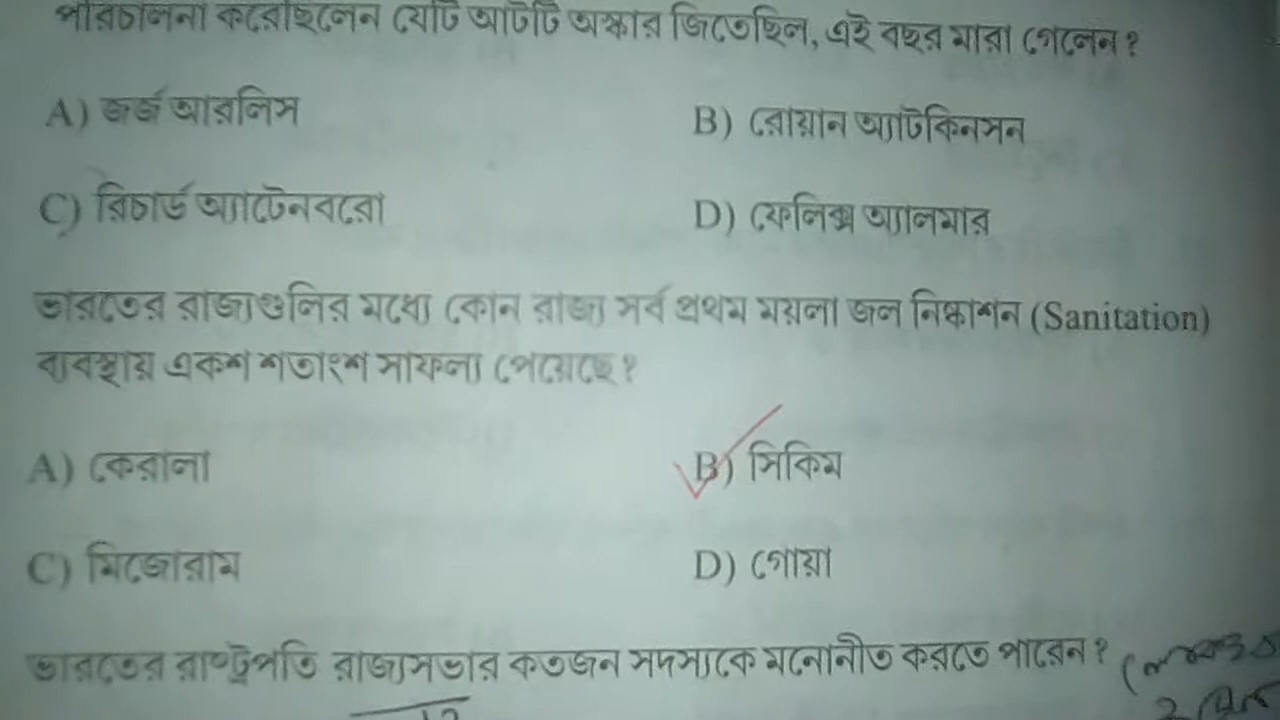 পরিচালনা করেছিলেন যেটি আটটি অস্কার জিতেছিল, এই বছর মারা গেলেন?
A) জর্জ আরলিস
B) রোয়ান অ্যাটকিনসন
C) রিচার্ড অ্যাটেনবরো
D) ফেলিক্স অ্যালমার
ভারতের রাজ্যগুলির মধ্যে কোন রাজ্য সর্ব প্রথম ময়লা জল নিষ্কাশন (Sanitation)
ব্যবস্থায় একশ শতাংশ সাফল্য পেয়েছে?
A) কেরালা
B) সিকিম
C) মিজোরাম
D) গোয়া
ভারতের রাষ্ট্রপতি রাজ্যসভার কতজন সদস্যকে মনোনীত করতে পারেন?
12